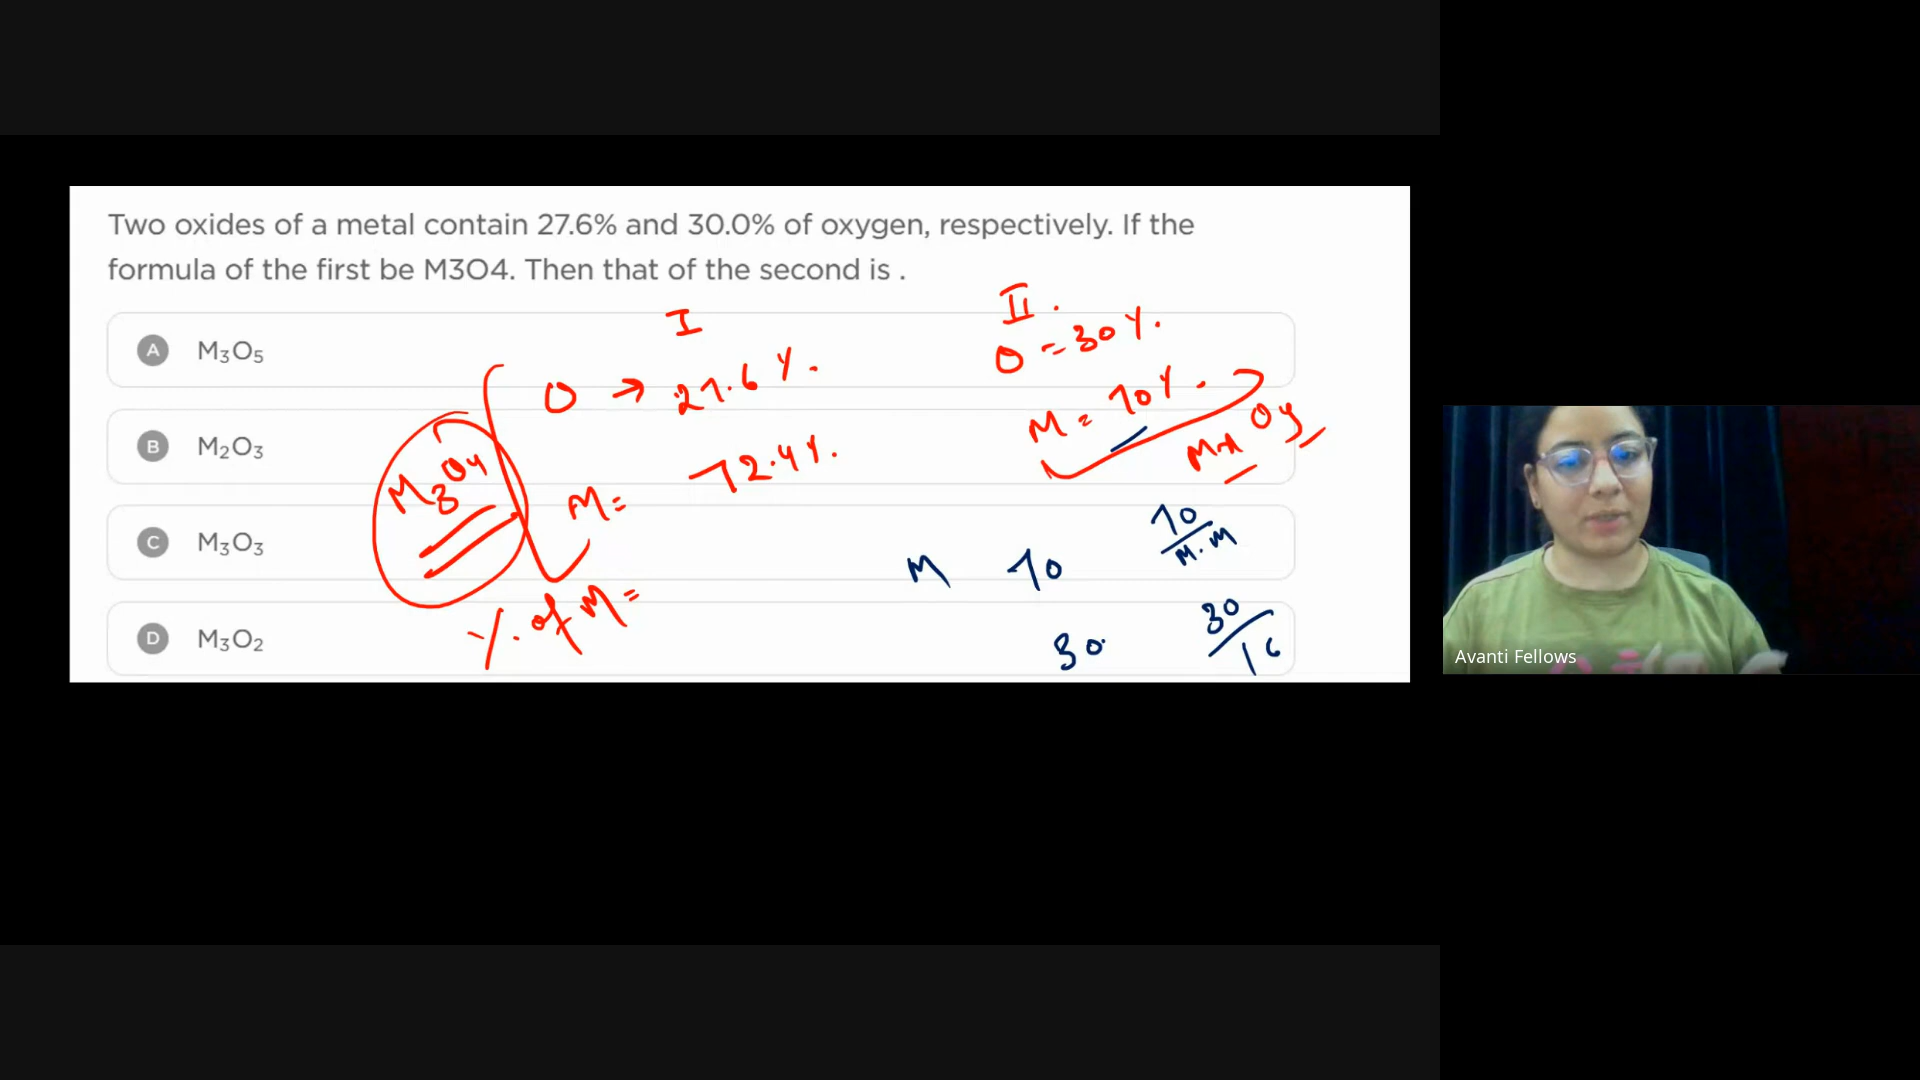 Two oxides of a metal contain 27.6% and 30.0% of oxygen, respectively. If the
formula of the first be M3O4. Then that of the second is .
A M₃O₅
B M₂O₃
C M₃O₃
D M₃O₂
I
O → 27.6 %.
M₃O₄
M = 72.4 %.
% of M =
II.
O = 30 %.
M = 70 %.
MxOy
M 70 70/M.M
30 30/16
Avanti Fellows